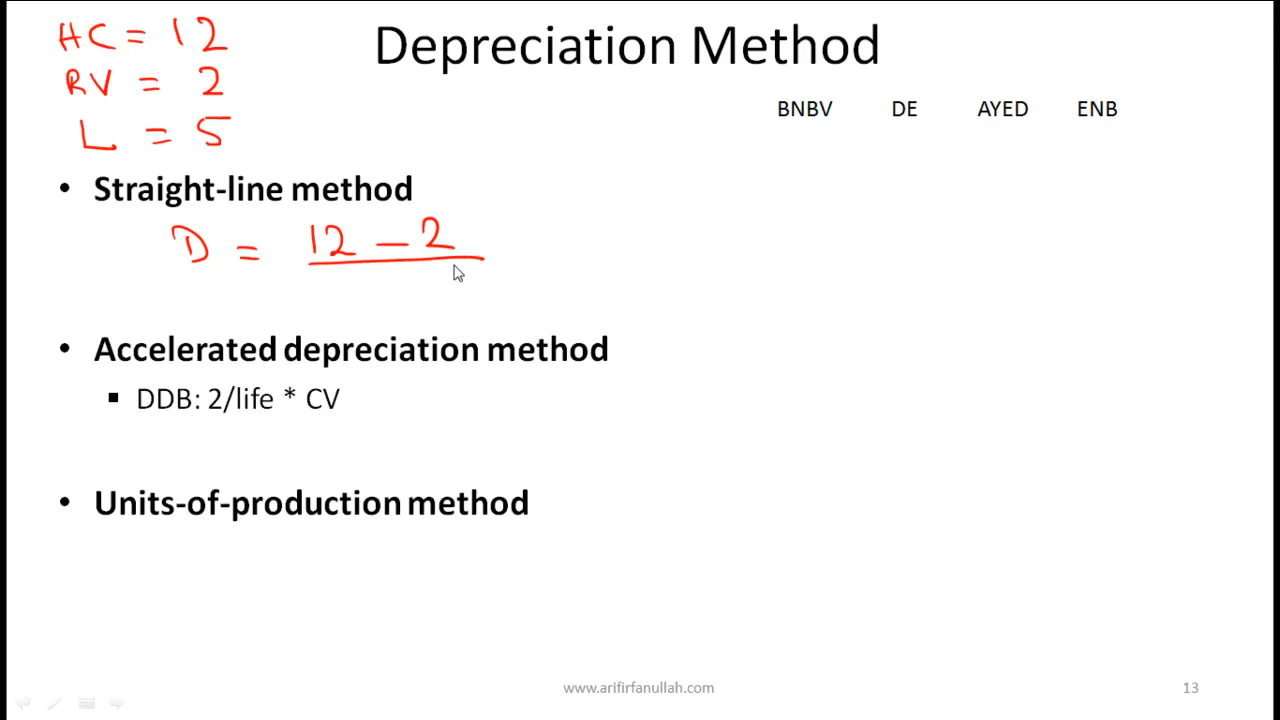 HC = 12
Depreciation Method
RV = 2
BNBV DE AYED ENB
L = 5
• Straight-line method
D = 12 - 2
• Accelerated depreciation method
▪ DDB: 2/life * CV
• Units-of-production method
www.arifirfanullah.com
13